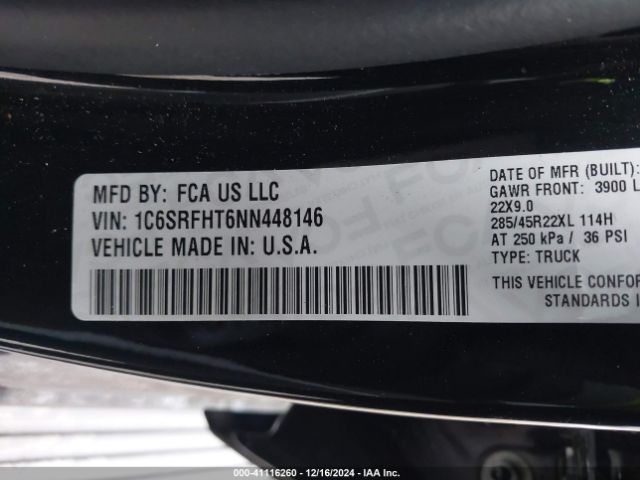 MFD BY: FCA US LLC
VIN: 1C6SRFHT6NN448146
VEHICLE MADE IN: U.S.A.
DATE OF MFR (BUILT):
GAWR FRONT: 3900 L
22X9.0
285/45R22XL 114H
AT 250 kPa / 36 PSI
TYPE: TRUCK
THIS VEHICLE CONFOR
STANDARDS I
000-41116260 - 12/16/2024 - IAA Inc.